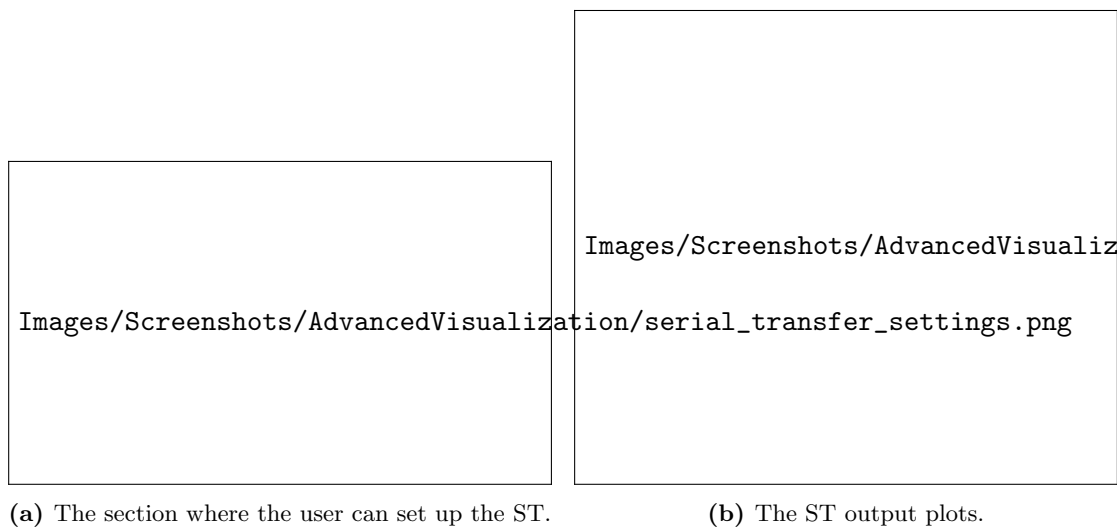 Images/Screenshots/AdvancedVisualiz
Images/Screenshots/AdvancedVisualization/serial_transfer_settings.png
(a) The section where the user can set up the ST.
(b) The ST output plots.